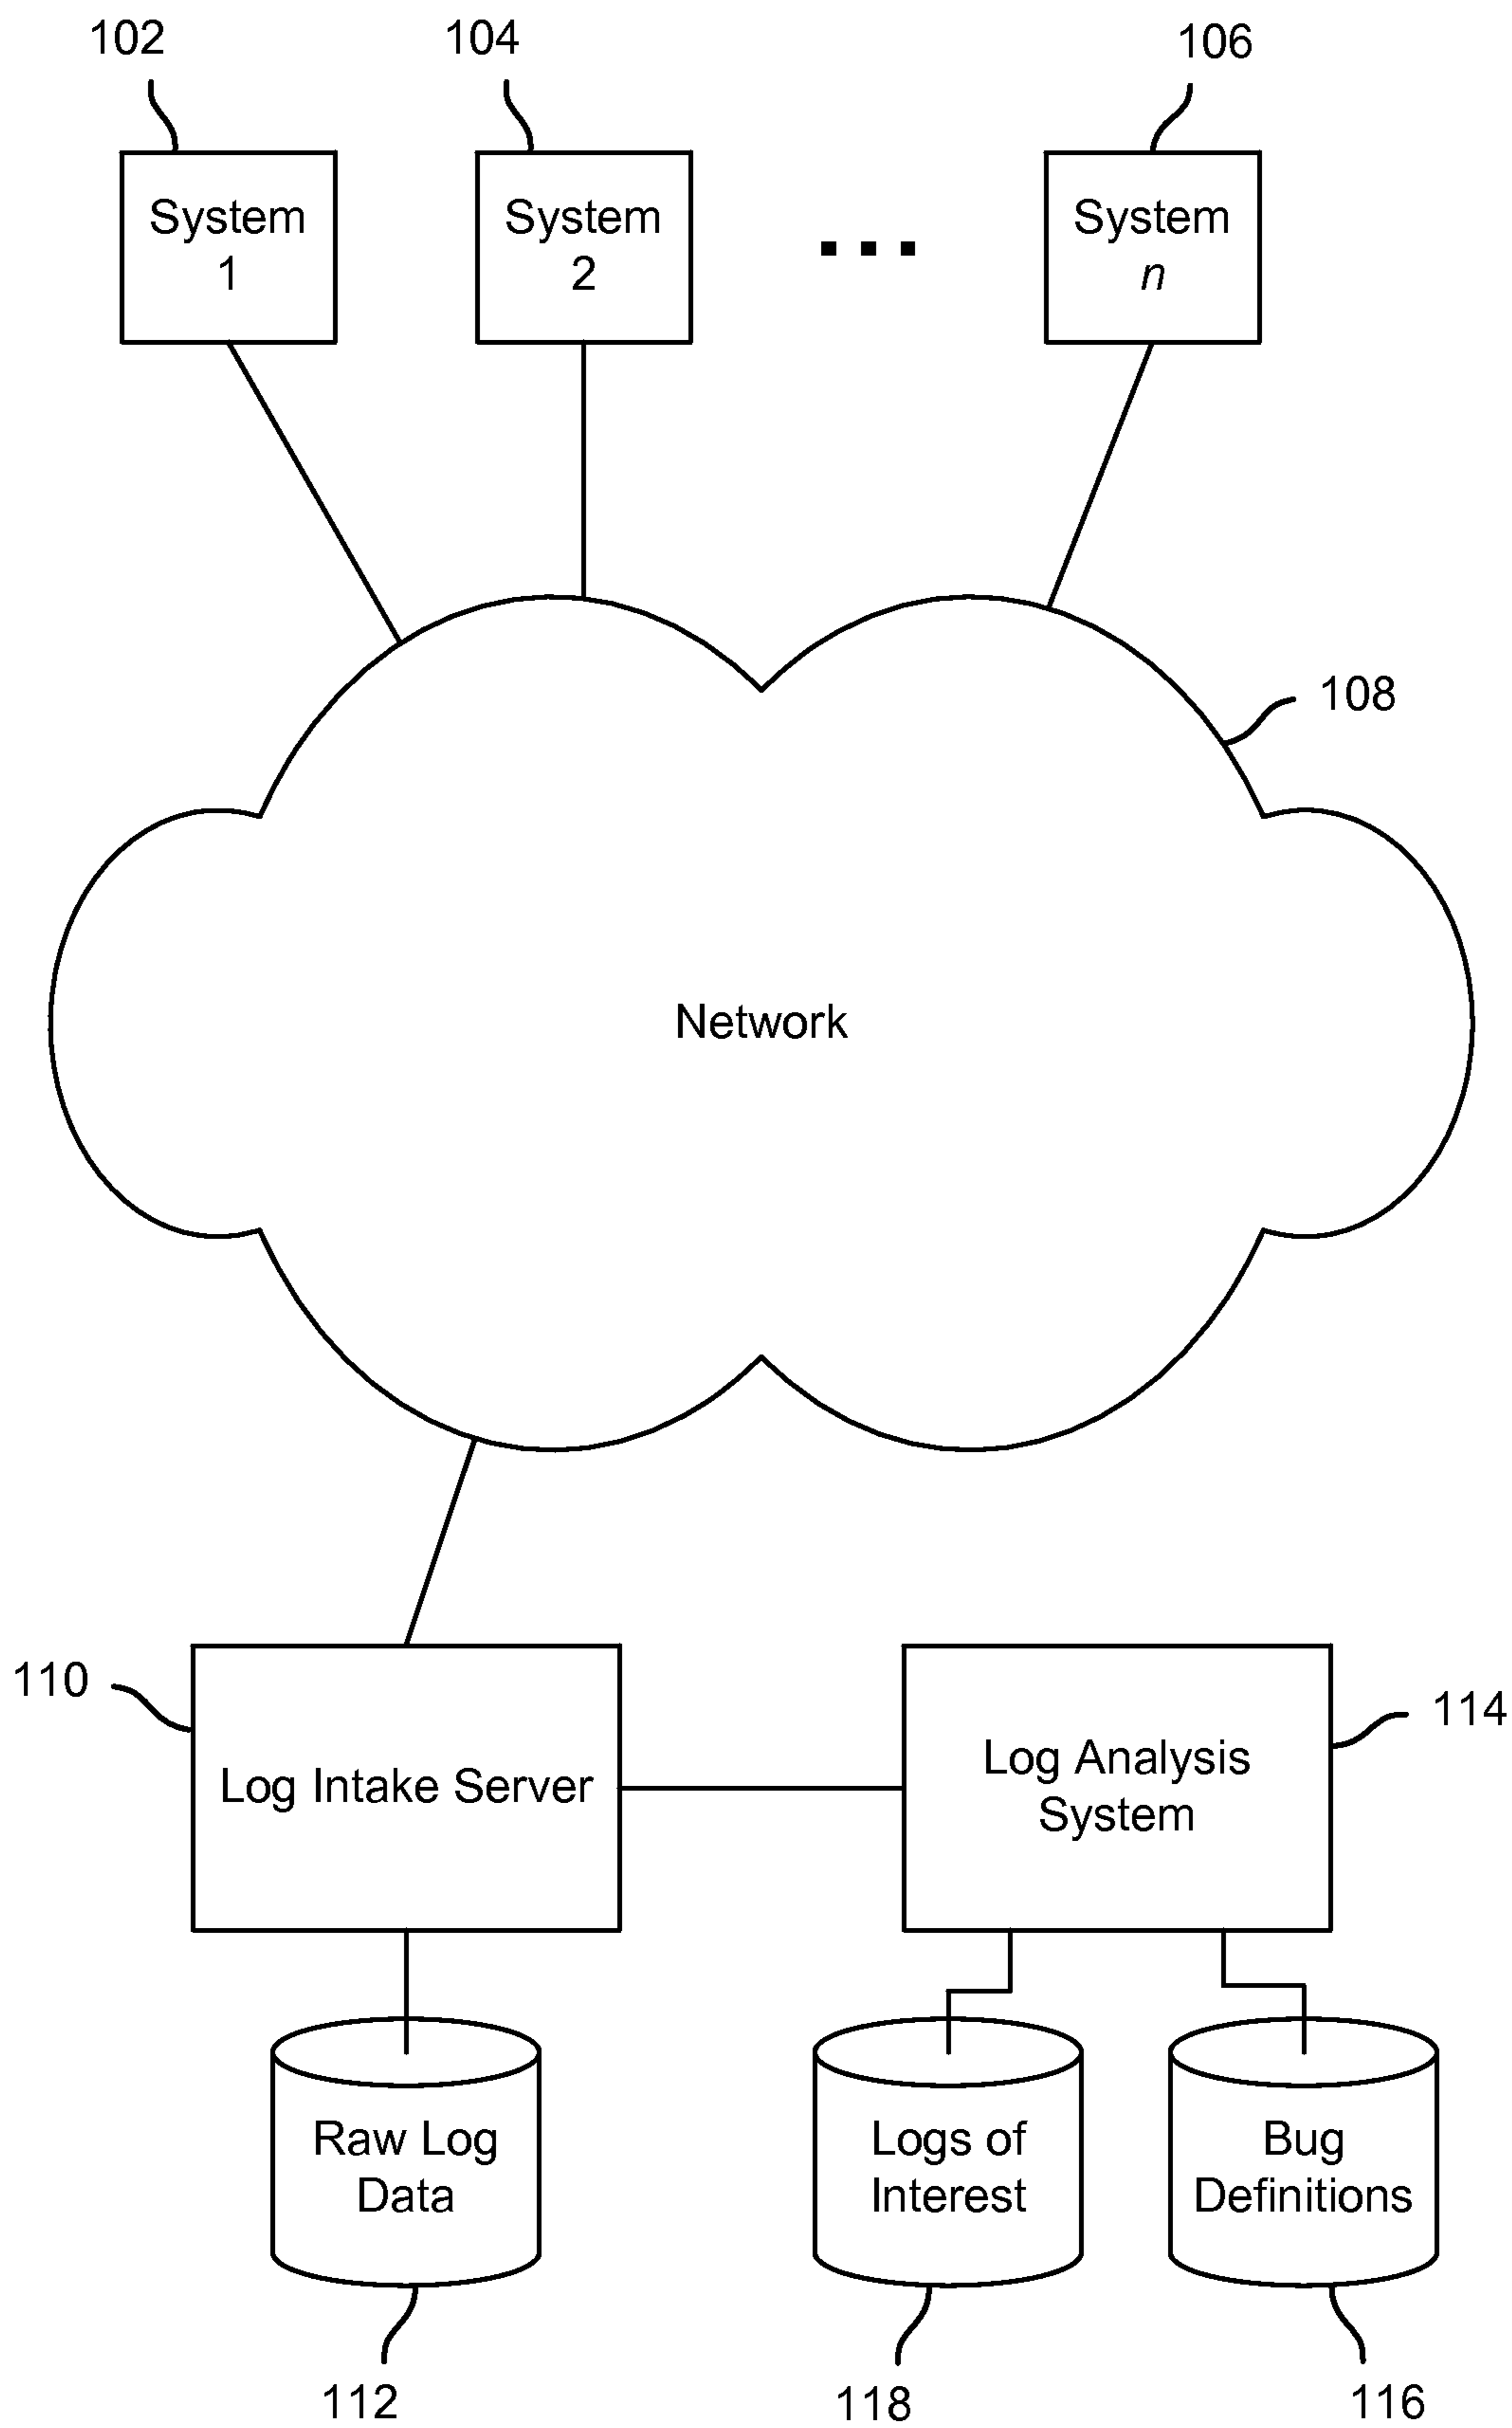 102
104
106
System
1
System
2
...
System
n
108
Network
110
Log Intake Server
114
Log Analysis
System
Raw Log
Data
Logs of
Interest
Bug
Definitions
112
118
116